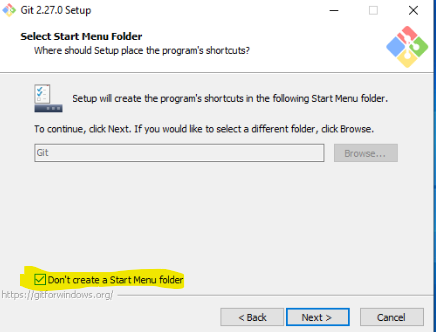 Git 2.27.0 Setup
Select Start Menu Folder
Where should Setup place the program's shortcuts?
Setup will create the program's shortcuts in the following Start Menu folder.
To continue, click Next. If you would like to select a different folder, click Browse.
Git
Browse...
Don't create a Start Menu folder
https://gitforwindows.org/
< Back
Next >
Cancel